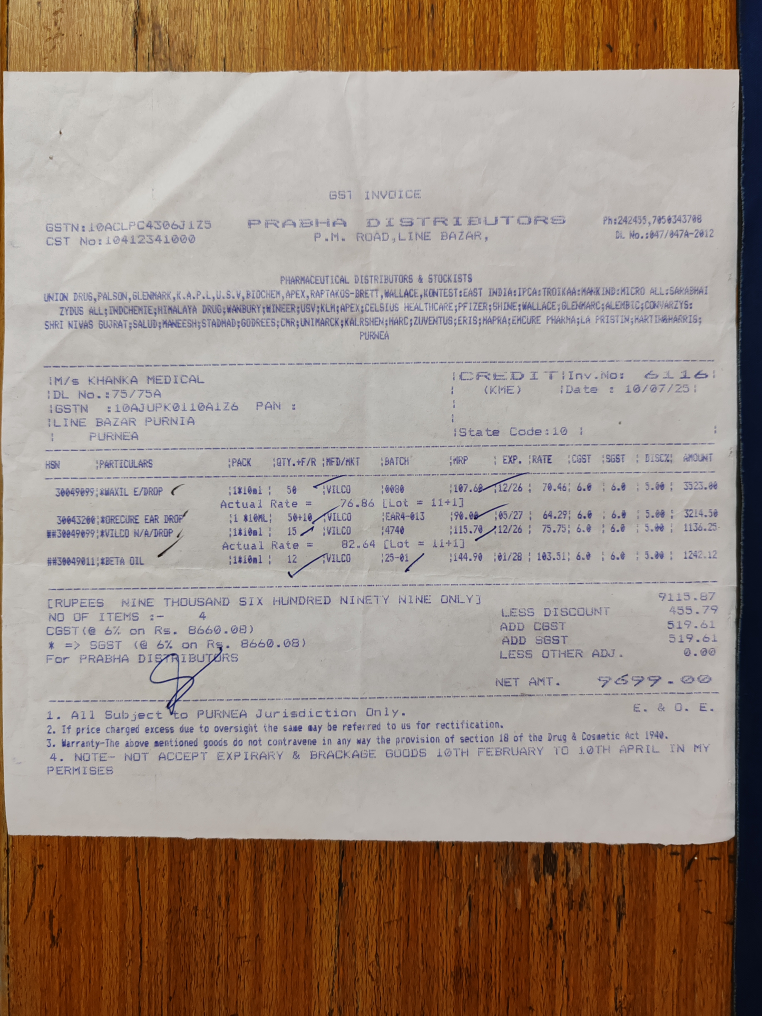 GST INVOICE
GSTN:10ACLPC4306J1Z5 PRABHA DISTRIBUTORS Ph:242455,7050343708
CST No:10412341000 P.M. ROAD,LINE BAZAR, DL No.:047/047A-2012
PHARMACEUTICAL DISTRIBUTORS & STOCKISTS
UNION DRUG,PALSON,GLENMARK,K.A.P.L,U.S.V,BIOCHEM,APEX,RAPTAKOS-BRETT,WALLACE,KONTEST:EAST INDIA:IPCA:TROIKAA:MANKIND:MICRO ALL:SARABHAI
ZYDUS ALL;INDCHEMIE;HIMALAYA DRUG;WANBURY;WINEER;USV;KLM;APEX;CELSIUS HEALTHCARE;PFIZER;SHINE;WALLACE;GLENMARC;ALEMBIC;CONVARZYS:
SHRI NIVAS GUJRAT;SALUD;MANEESH;STADMAD;GODREES;CMR;UNIMARCK;KALRSHEN;MARC;ZUVENTUS;ERIS;MAPRA;EMCURE PHARMA;LA PRISTIN;MARTIN&HARRIS;
PURNEA
|M/s KHANKA MEDICAL |CREDIT|Inv.No: 6116|
|DL No.:75/75A | (KME) |Date : 10/07/25|
|GSTN :10AJUPK0110A1Z6 PAN : |
|LINE BAZAR PURNIA |
| PURNEA |State Code:10 | |
HSN |PARTICULARS |PACK |QTY.+F/R |MFD/MKT |BATCH |MRP | EXP. |RATE |CGST |SGST | DISC%| AMOUNT
30049099|*WAXIL E/DROP |1*10ml | 50 |VILCO |0080 |107.60 |12/26 | 70.46| 6.0 | 6.0 | 5.00 | 3523.00
Actual Rate = 76.86 [Lot = 11+1]
30043200|*ORECURE EAR DROP |1 *10ML| 50+10 |VILCO |EAR4-013 |90.00 |05/27 | 64.29| 6.0 | 6.0 | 5.00 | 3214.50
##30049099|*VILCO N/A/DROP |1*10ml | 15 |VILCO |4740 |115.70 |12/26 | 75.75| 6.0 | 6.0 | 5.00 | 1136.25
Actual Rate = 82.64 [Lot = 11+1]
##30049011|*BETA OIL |1*10ml | 12 |VILCO |25-01 |144.90 |01/28 | 103.51| 6.0 | 6.0 | 5.00 | 1242.12
[RUPEES NINE THOUSAND SIX HUNDRED NINETY NINE ONLY] 9115.87
NO OF ITEMS :- 4 LESS DISCOUNT 455.79
CGST(@ 6% on Rs. 8660.08) ADD CGST 519.61
* => SGST (@ 6% on Rs. 8660.08) ADD SGST 519.61
For PRABHA DISTRIBUTORS LESS OTHER ADJ. 0.00
NET AMT. 9699.00
1. All Subject to PURNEA Jurisdiction Only. E. & O. E.
2. If price charged excess due to oversight the same may be referred to us for rectification.
3. Warranty-The above mentioned goods do not contravene in any way the provision of section 18 of the Drug & Cosmetic Act 1940.
4. NOTE- NOT ACCEPT EXPIRARY & BRACKAGE GOODS 10TH FEBRUARY TO 10TH APRIL IN MY
PERMISES